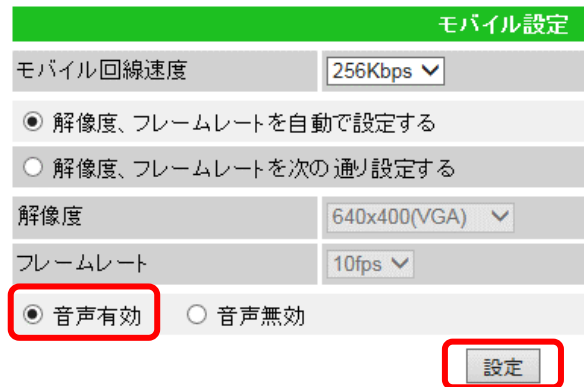 モバイル設定
モバイル回線速度 256Kbps
解像度、フレームレートを自動で設定する
解像度、フレームレートを次の通り設定する
解像度 640x400(VGA)
フレームレート 10fps
音声有効 音声無効
設定